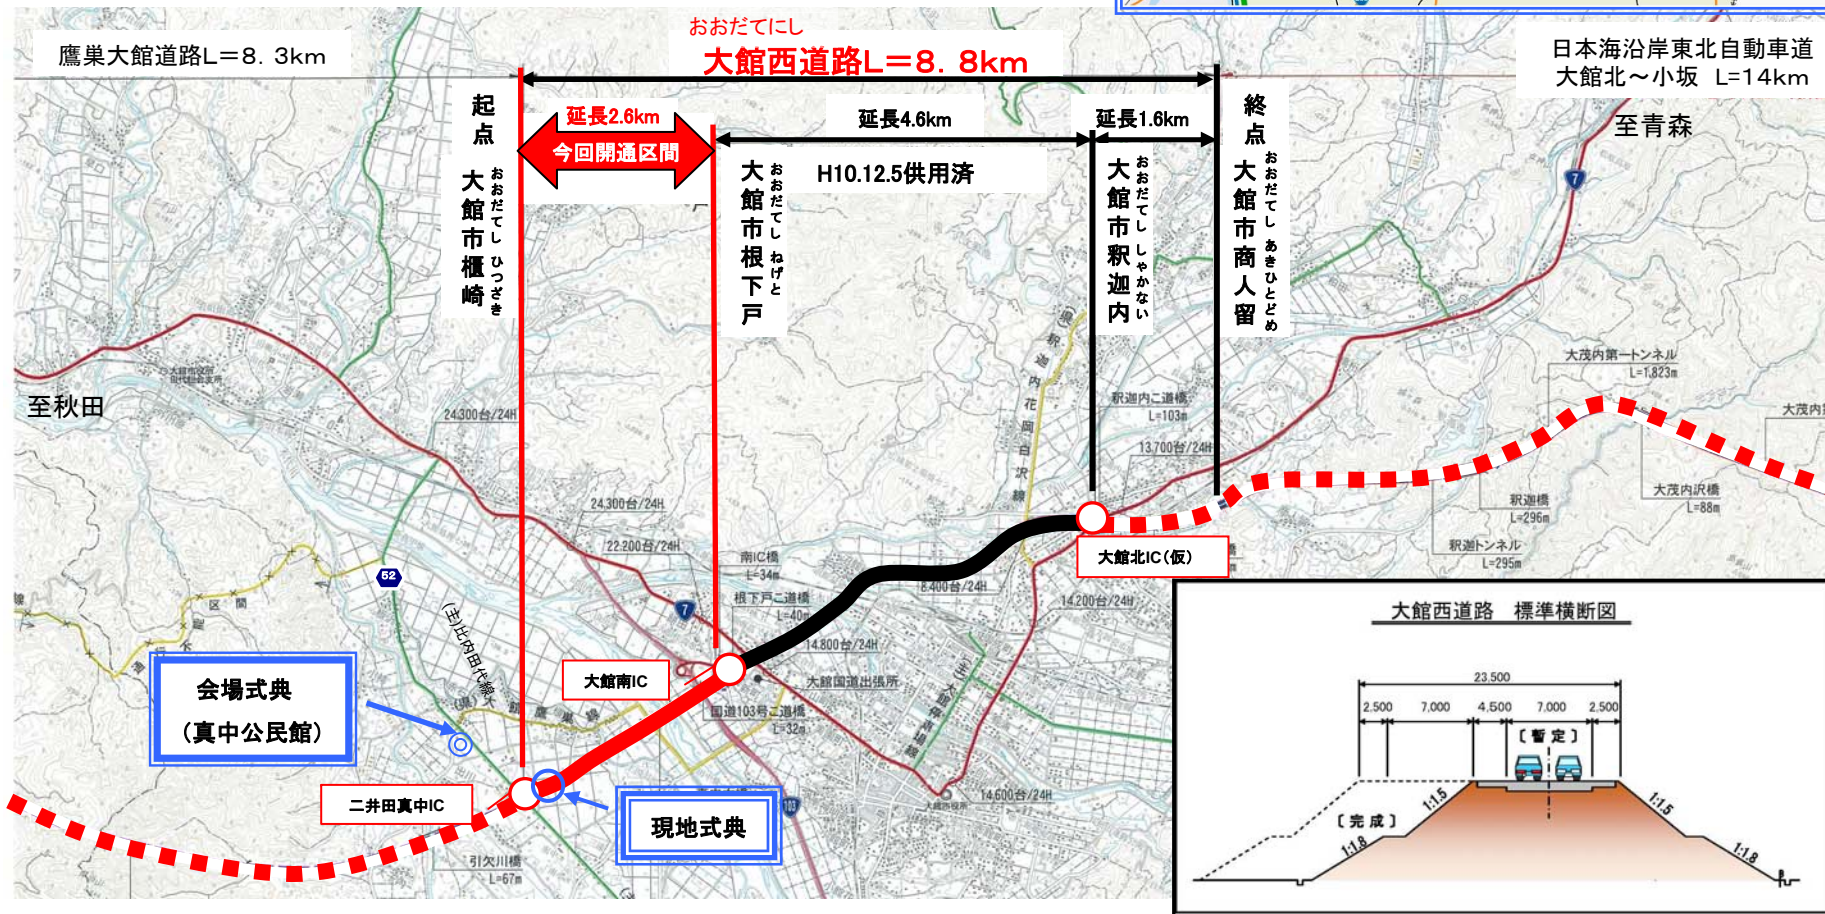 おおだてにし
大館西道路L=8.8km
鷹巣大館道路L=8.3km
日本海沿岸東北自動車道
大館北～小坂 L=14km
至青森
起点
大館市櫃崎
おおだてし ひつざき
延長2.6km
今回開通区間
延長4.6km
H10.12.5供用済
延長1.6km
大館市根下戸
おおだてし ねげと
大館市釈迦内
おおだてし しゃかない
終点
大館市商人留
おおだてし あきひとどめ
7
至秋田
24,300台/24H
24,300台/24H
22,200台/24H
52
(主)比内田代線
南IC橋
L=34m
根下戸こ道橋
L=40m
7
14,800台/24H
大館国道出張所
国道103号こ道橋
L=32m
8,400台/24H
14,200台/24H
14,600台/24H
103
(県)釈迦内花岡白沢線
釈迦内こ道橋
L=103m
13,700台/24H
大茂内第一トンネル
L=1,823m
大茂内
大茂内沢橋
L=88m
釈迦橋
L=296m
釈迦トンネル
L=295m
大館北IC(仮)
大館南IC
二井田真中IC
会場式典
(真中公民館)
現地式典
引欠川橋
L=67m
大館西道路 標準横断図
23.500
2.500 7.000 4.500 7.000 2.500
[暫定]
[完成]
1:1.5
1:1.8
1:1.5
1:1.8